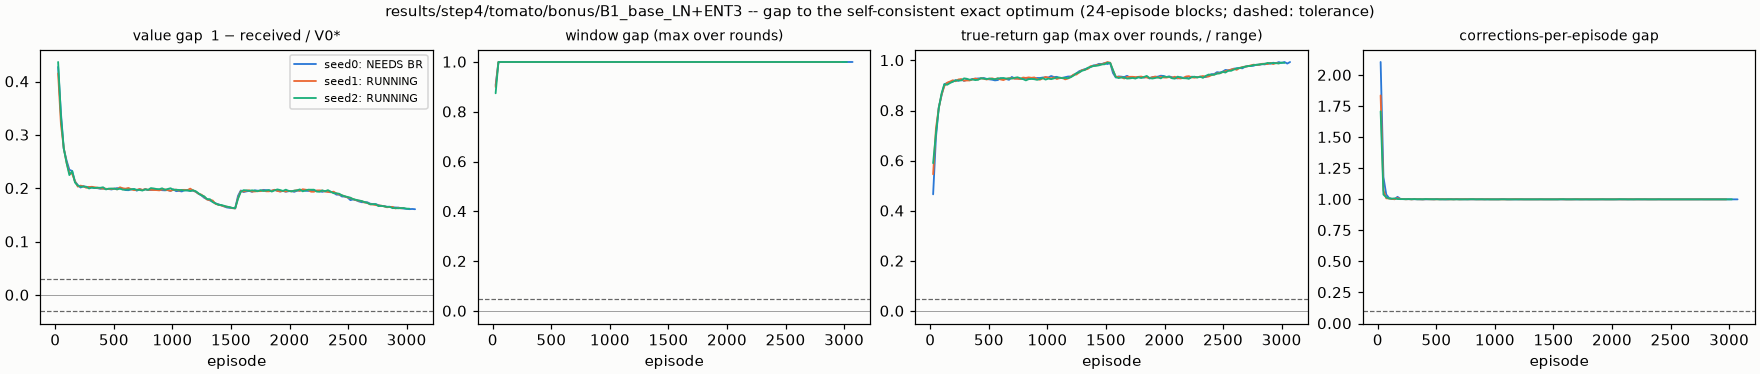 results/step4/tomato/bonus/B1_base_LN+ENT3 -- gap to the self-consistent exact optimum (24-episode blocks; dashed: tolerance)
value gap 1 − received / V0*
0.4
0.3
0.2
0.1
0.0
seed0: NEEDS BR
seed1: RUNNING
seed2: RUNNING
0 500 1000 1500 2000 2500 3000
episode
window gap (max over rounds)
1.0
0.8
0.6
0.4
0.2
0.0
0 500 1000 1500 2000 2500 3000
episode
true-return gap (max over rounds, / range)
1.0
0.8
0.6
0.4
0.2
0.0
0 500 1000 1500 2000 2500 3000
episode
corrections-per-episode gap
2.00
1.75
1.50
1.25
1.00
0.75
0.50
0.25
0.00
0 500 1000 1500 2000 2500 3000
episode